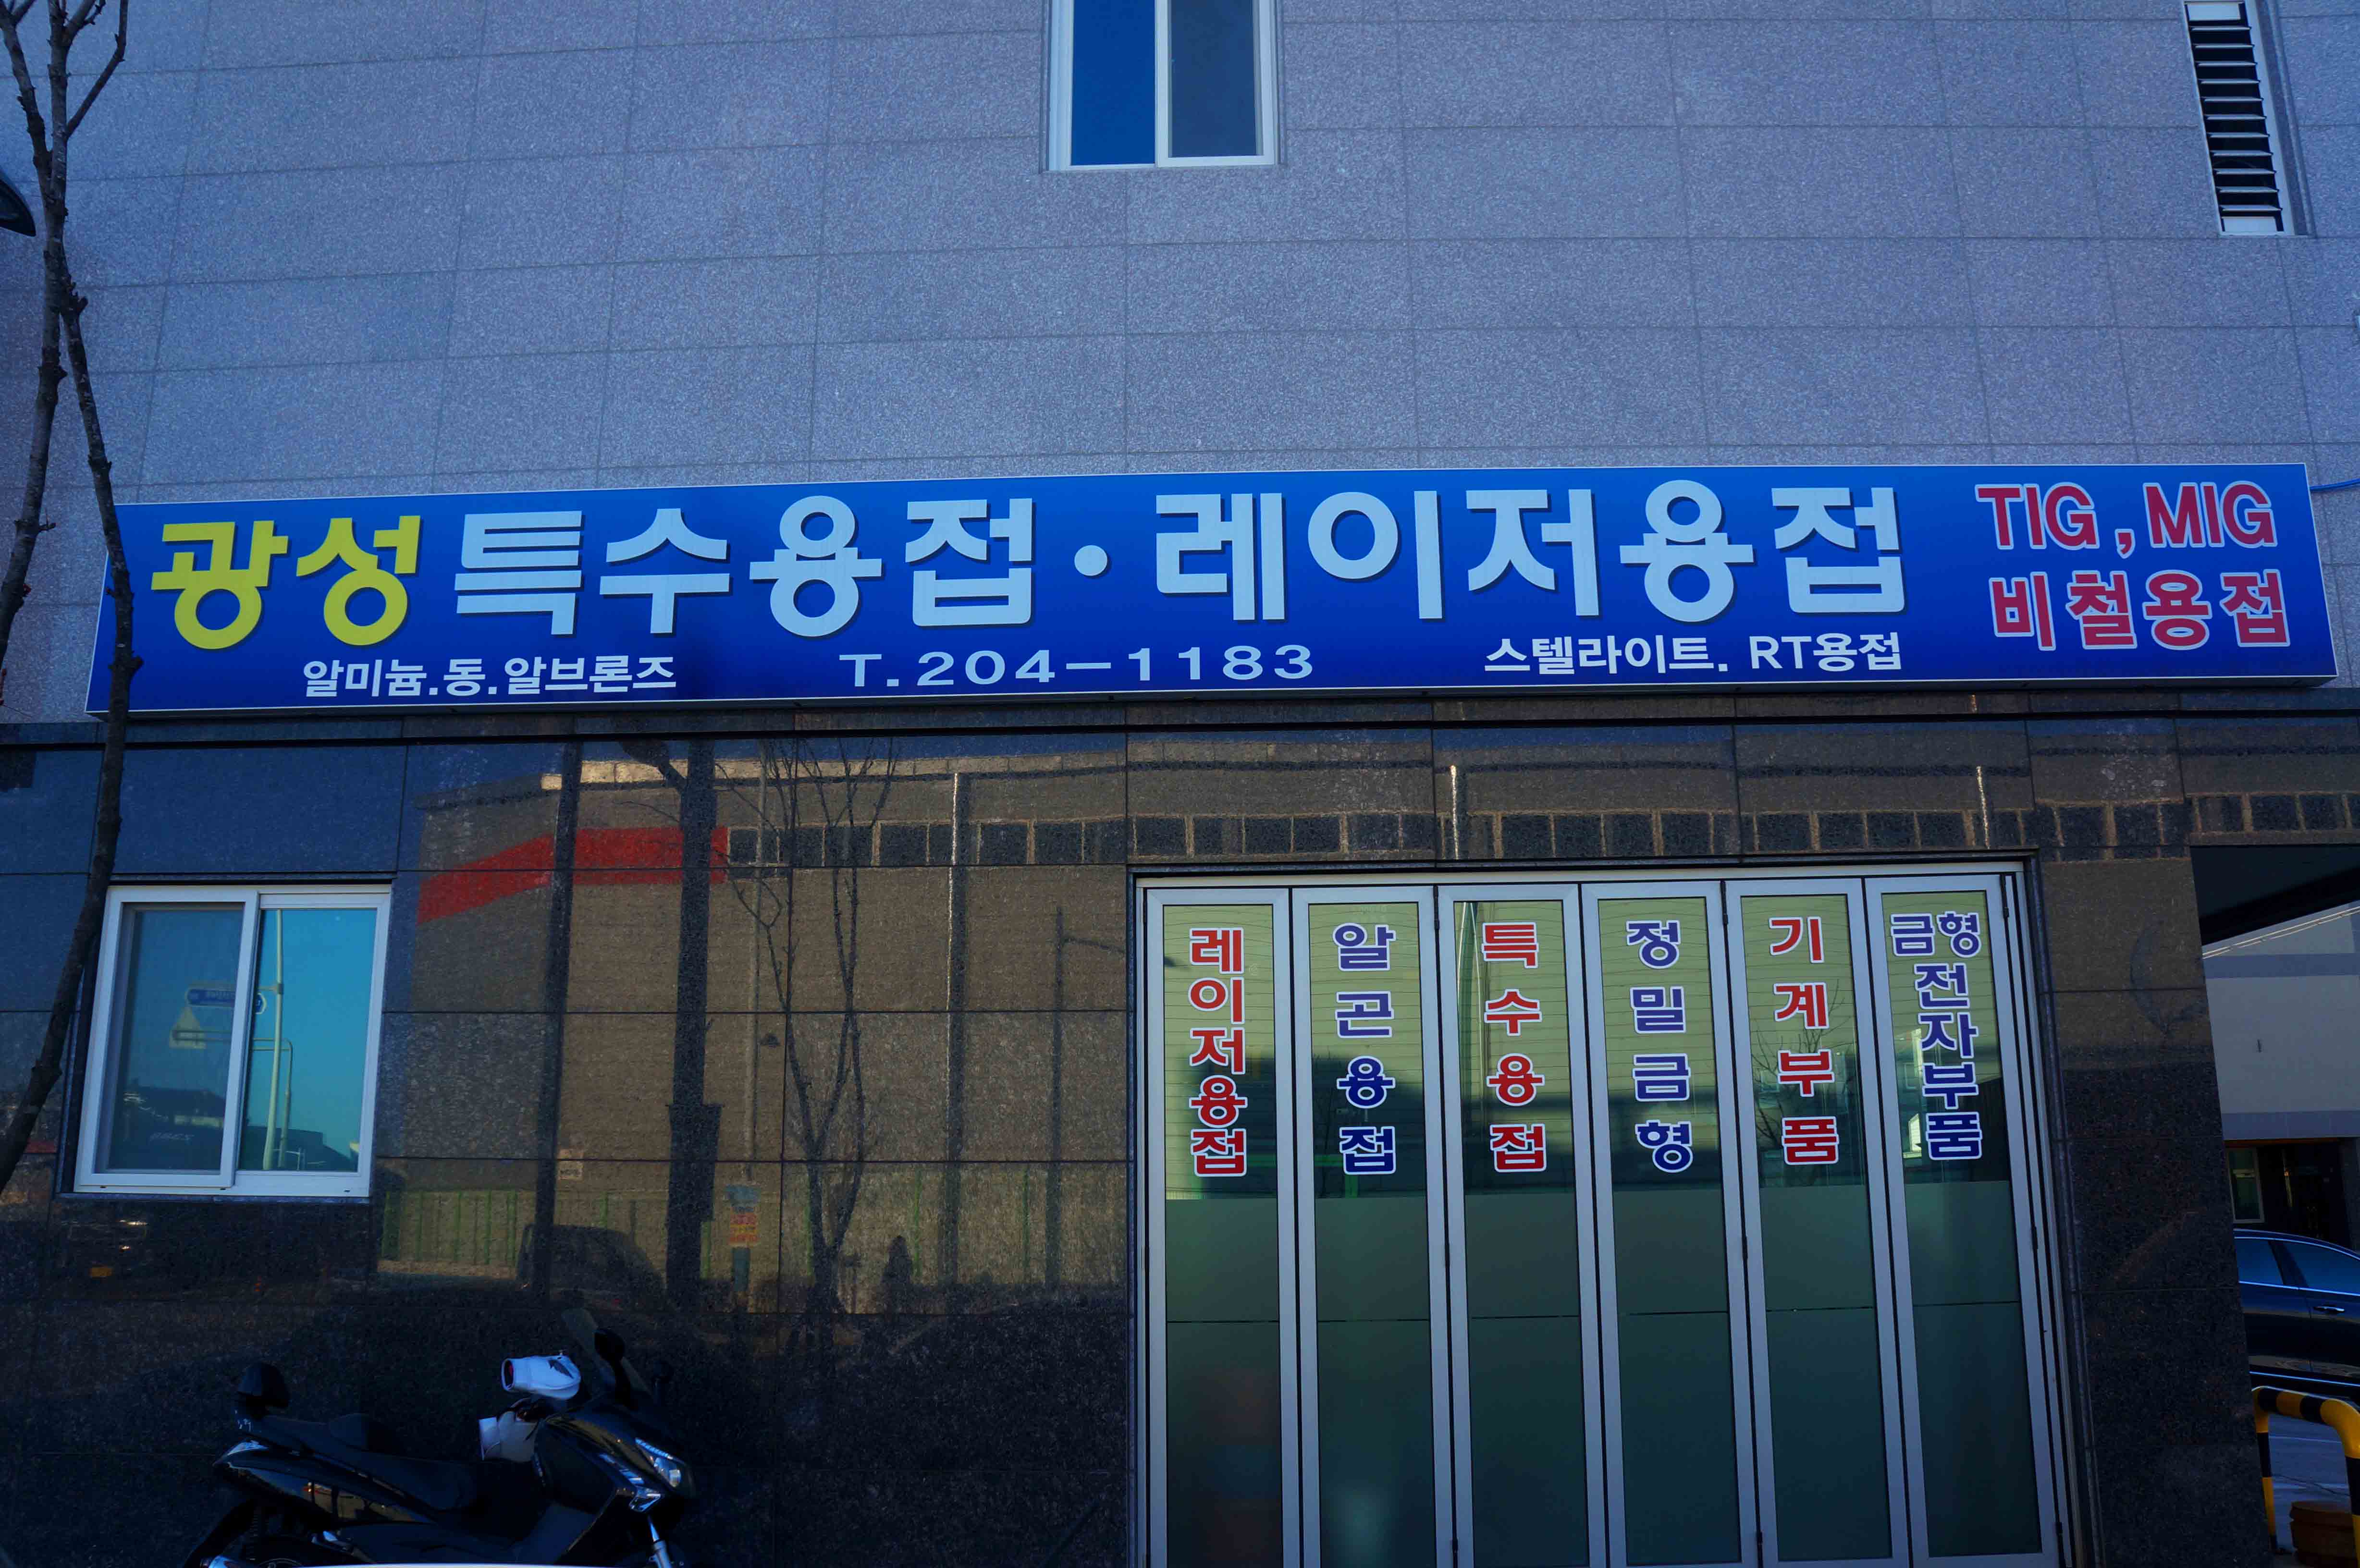 광성 특수용접·레이저용접
TIG, MIG
비철용접
알미늄.동.알브론즈
T. 204-1183
스텔라이트. RT용접
레이저용접
알곤용접
특수용접
정밀금형
기계부품
금형
전자부품